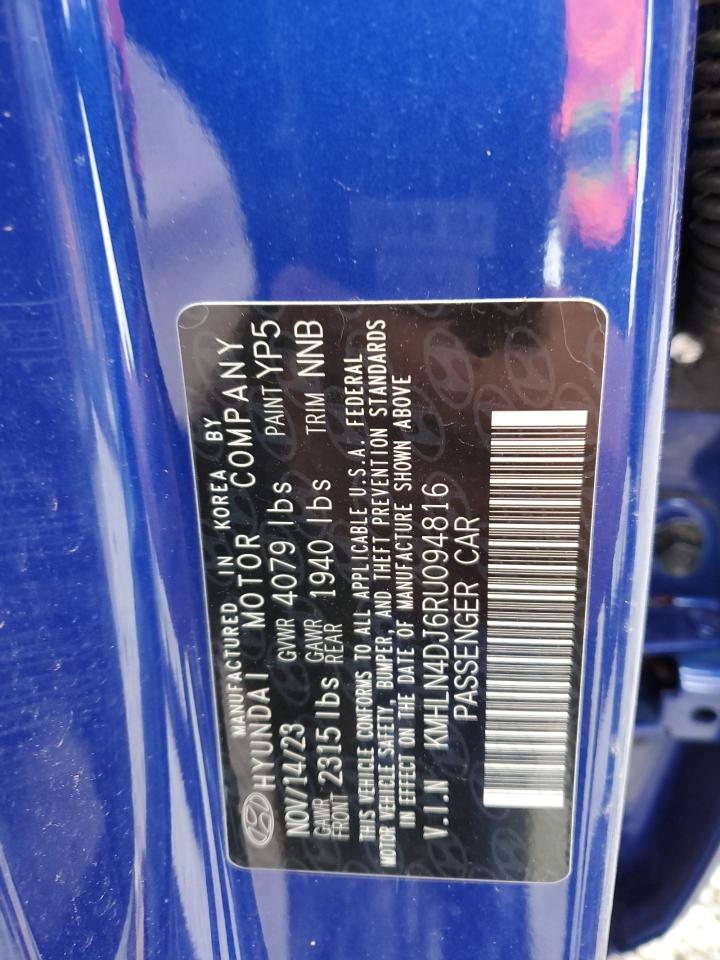 MANUFACTURED IN KOREA BY
HYUNDAI MOTOR COMPANY
NOV/14/23 GVWR 4079 lbs PAINT YP5
GAWR FRONT 2315 lbs GAWR REAR 1940 lbs TRIM NNB
THIS VEHICLE CONFORMS TO ALL APPLICABLE U.S.A. FEDERAL
MOTOR VEHICLE SAFETY, BUMPER, AND THEFT PREVENTION STANDARDS
IN EFFECT ON THE DATE OF MANUFACTURE SHOWN ABOVE
V.I.N KMHLN4DJ6RU094816
PASSENGER CAR